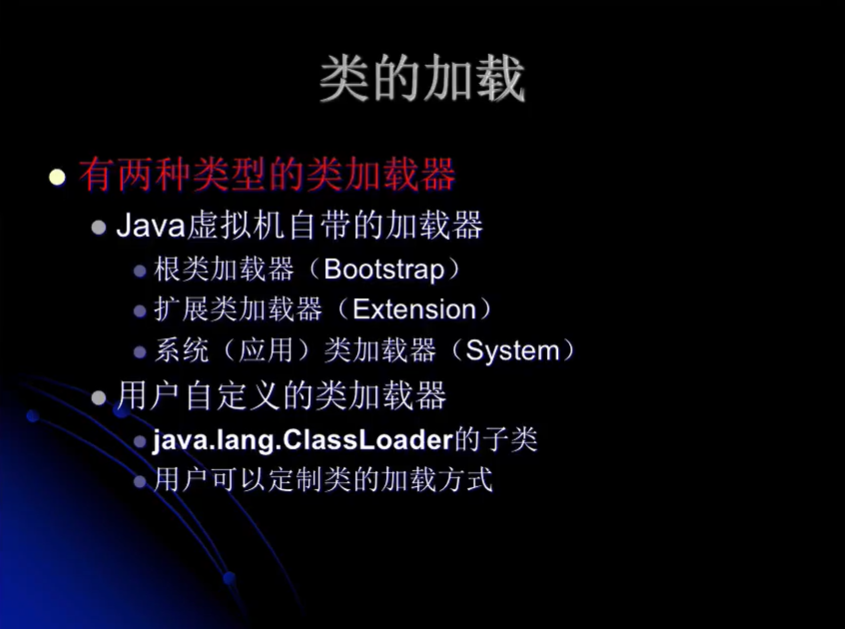 类的加载
有两种类型的类加载器
Java虚拟机自带的加载器
根类加载器（Bootstrap）
扩展类加载器（Extension）
系统（应用）类加载器（System）
用户自定义的类加载器
java.lang.ClassLoader的子类
用户可以定制类的加载方式